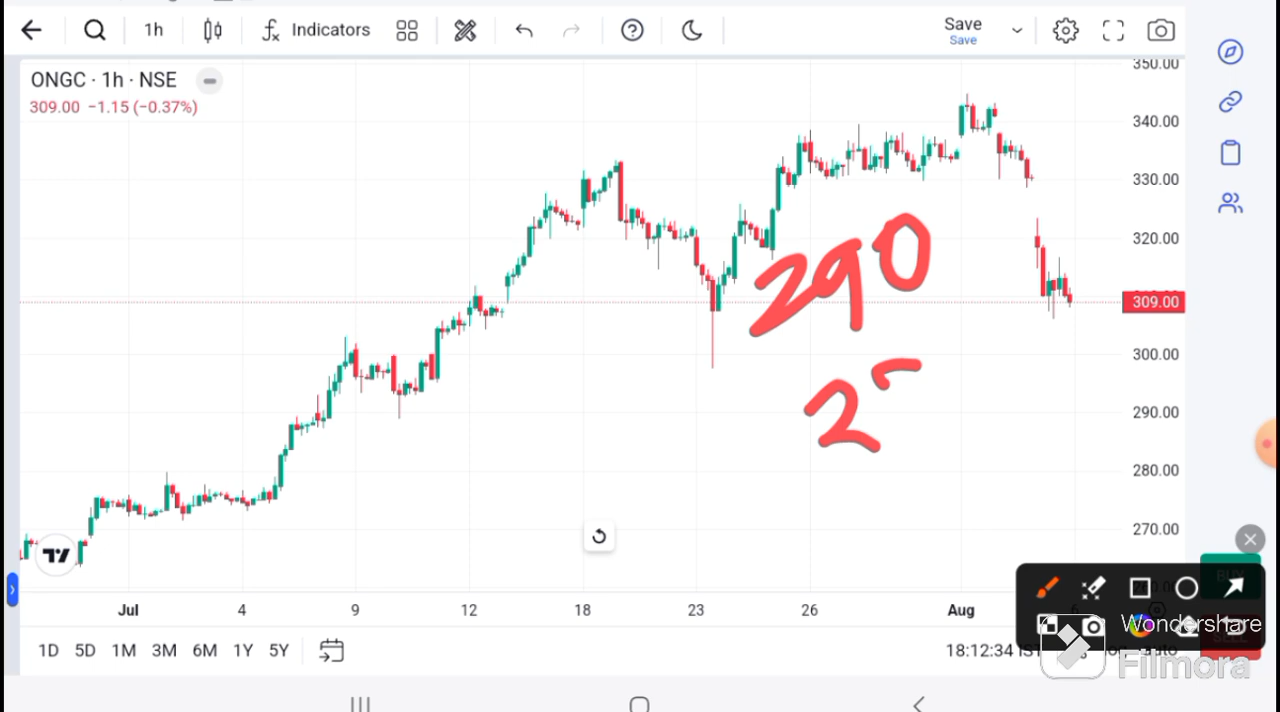 1h
Indicators
Save
Save
ONGC · 1h · NSE
309.00 −1.15 (−0.37%)
350.00
340.00
330.00
320.00
309.00
300.00
290.00
280.00
270.00
290
2
Jul 4 9 12 18 23 26 Aug
1D 5D 1M 3M 6M 1Y 5Y
18:12:34
Wondershare
Filmora